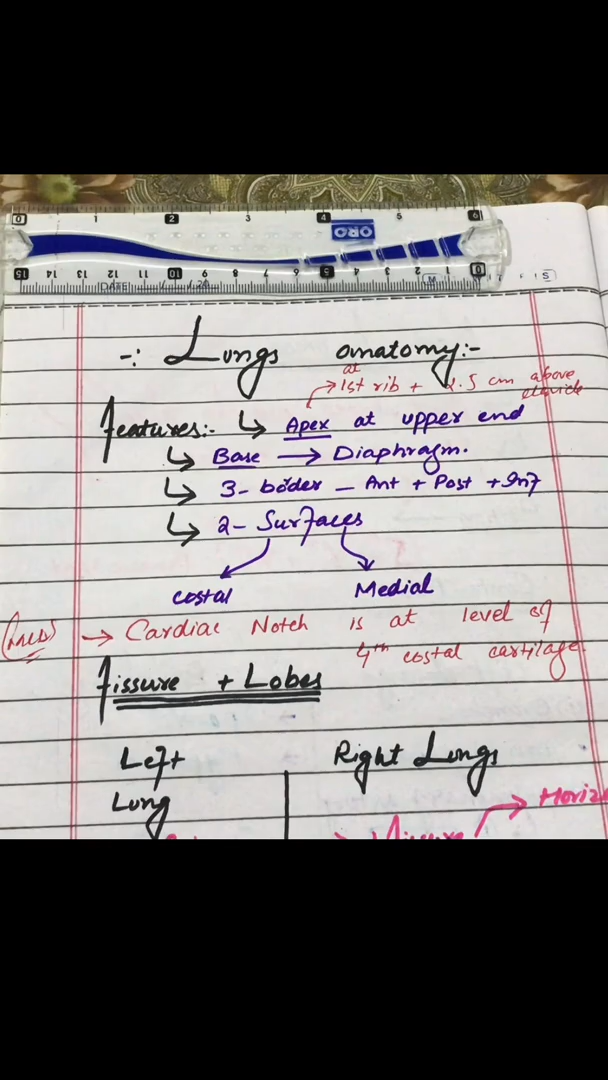 ORO
DATE
-: Lungs anatomy:-
at
1st rib + 2.5 cm above
clavicle
Features:- ↳ Apex at upper end
↳ Base → Diaphragm.
↳ 3- boder - Ant + Post + Inf
↳ 2- Surfaces
costal Medial
(MCQ) → Cardiac Notch is at level of
4th costal cartilage.
Fissure + Lobes
Left Right Lungs
Lung